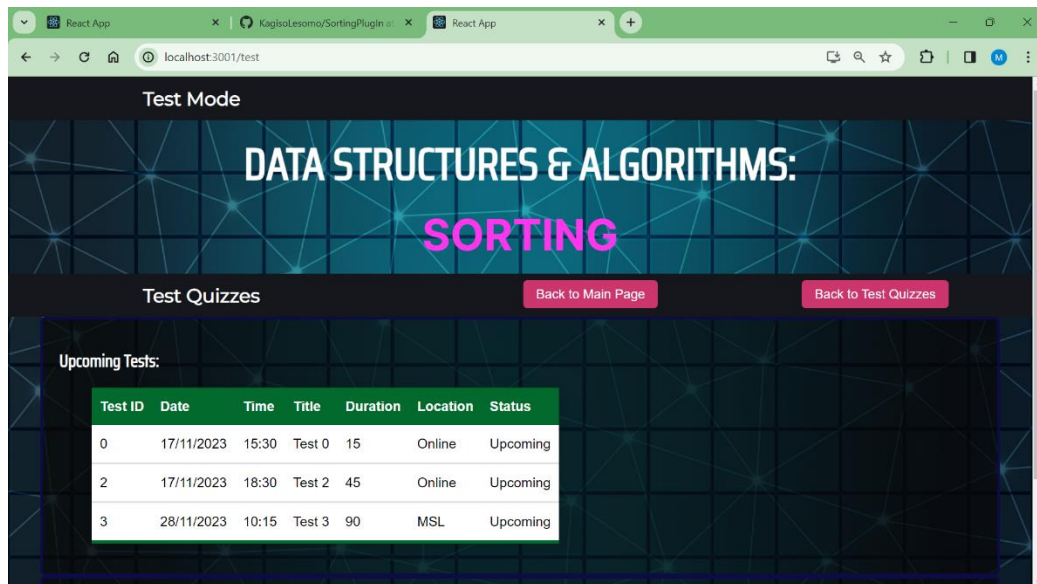 React App
KagisoLesomo/SortingPlugIn at
React App
localhost:3001/test
M
Test Mode
DATA STRUCTURES & ALGORITHMS:
SORTING
Test Quizzes Back to Main Page Back to Test Quizzes
Upcoming Tests:
Test ID Date Time Title Duration Location Status
0 17/11/2023 15:30 Test 0 15 Online Upcoming
2 17/11/2023 18:30 Test 2 45 Online Upcoming
3 28/11/2023 10:15 Test 3 90 MSL Upcoming